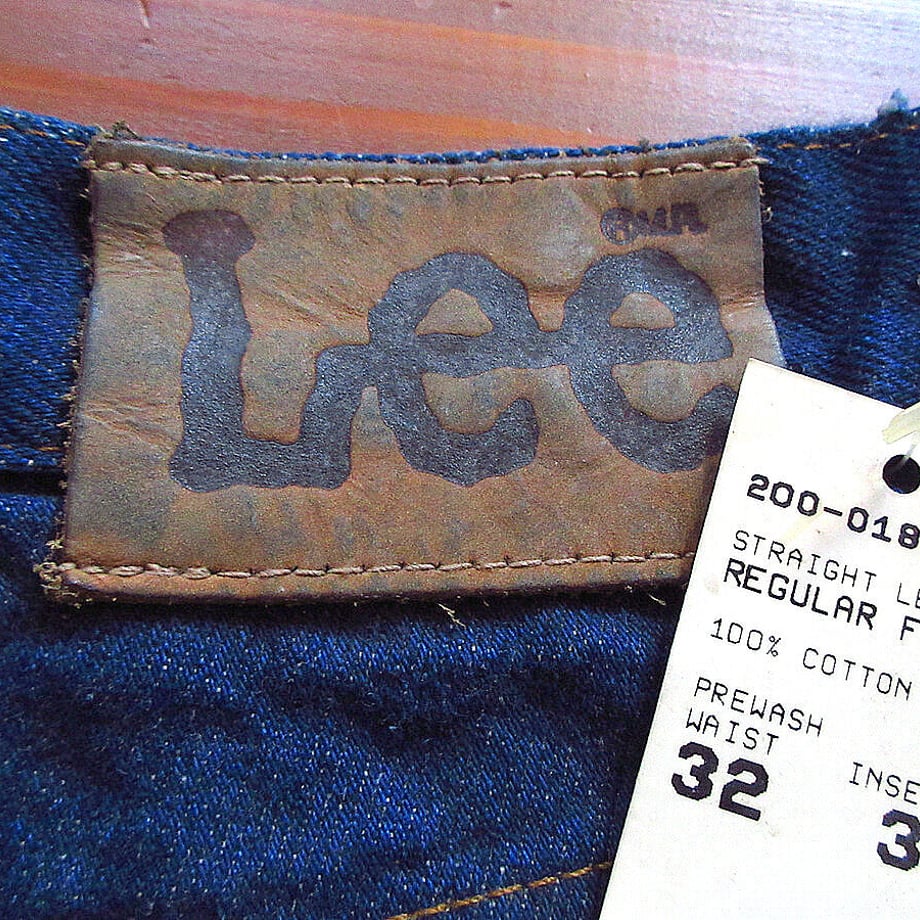 Lee
® M.R.
200-018
STRAIGHT LE
REGULAR F
100% COTTON
PREWASH
WAIST
32
INSE
3